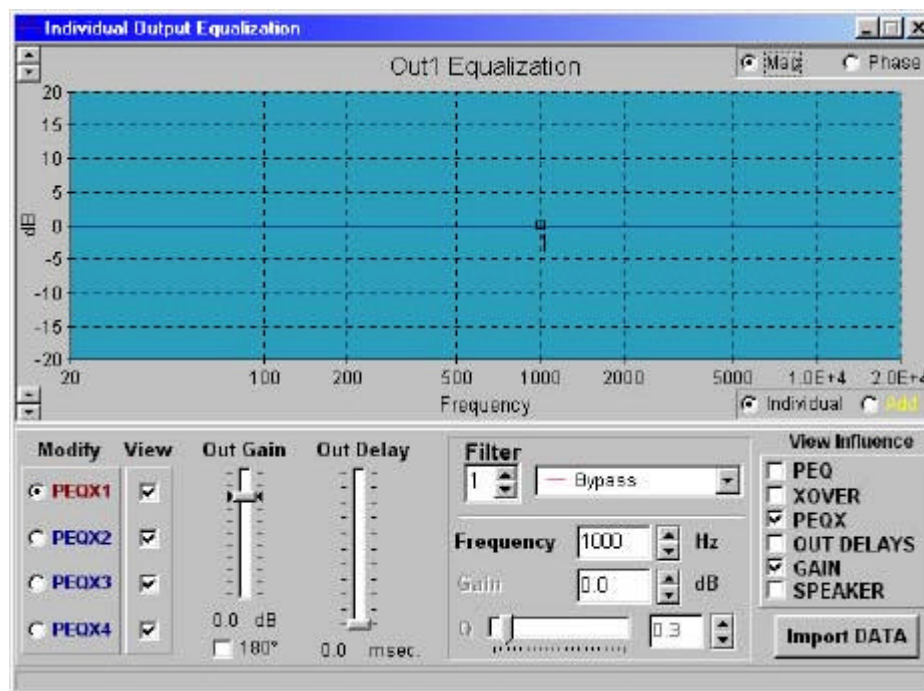 Individual Output Equalization
Out1 Equalization
Mag
Phase
20
15
10
5
0
-5
-10
-15
-20
dB
1
20 100 200 500 1000 2000 5000 1.0E+4 2.0E+4
Frequency
Individual
Add
Modify View Out Gain Out Delay
PEQX1
PEQX2
PEQX3
PEQX4
0.0 dB
180°
0.0 msec.
Filter
1
Bypass
Frequency 1000 Hz
Gain 0.0 dB
Q 0.3
View Influence
PEQ
XOVER
PEQX
OUT DELAYS
GAIN
SPEAKER
Import DATA